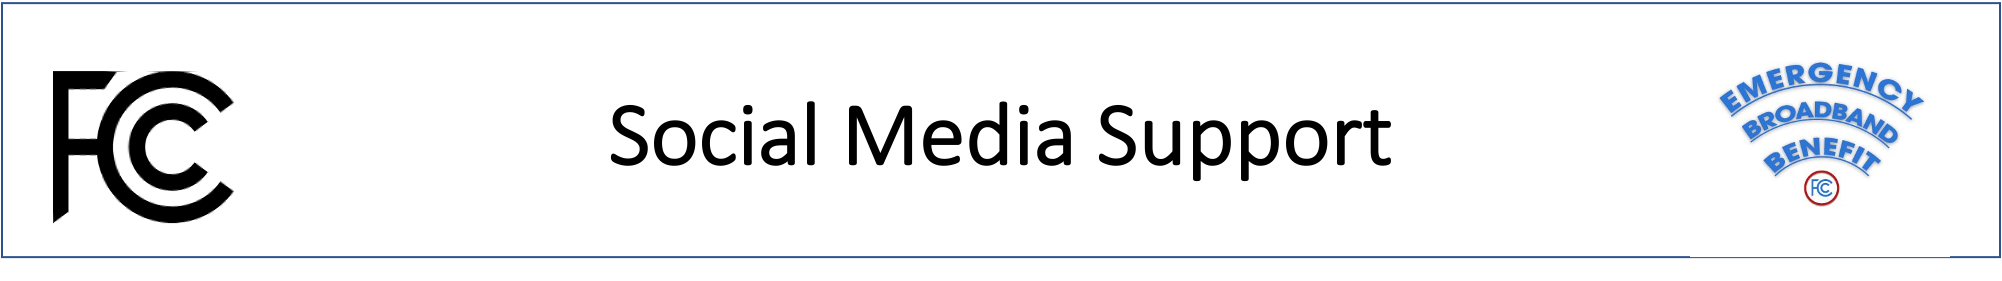 FCC
Social Media Support
EMERGENCY
BROADBAND
BENEFIT
FCC